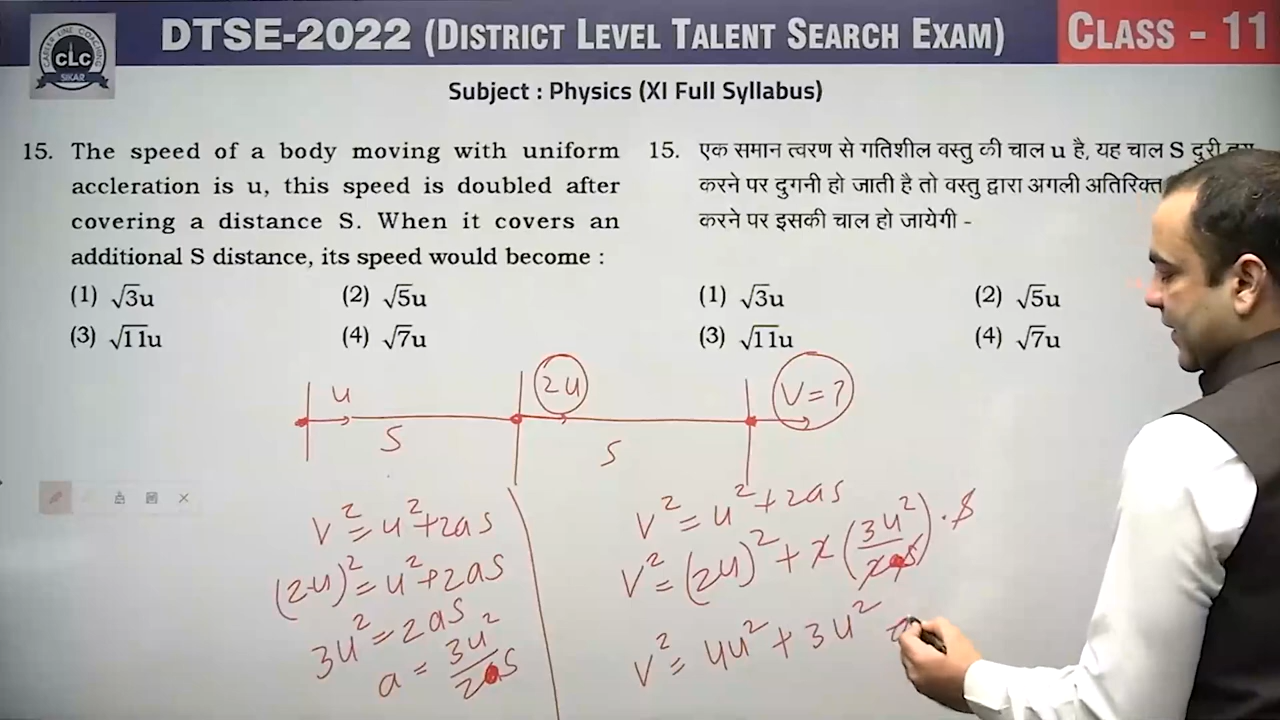 CAREER LINE COACHING
CLC
SIKAR
DTSE-2022 (DISTRICT LEVEL TALENT SEARCH EXAM)
CLASS - 11
Subject : Physics (XI Full Syllabus)
15. The speed of a body moving with uniform
accleration is u, this speed is doubled after
covering a distance S. When it covers an
additional S distance, its speed would become :
(1) √3u (2) √5u
(3) √11u (4) √7u
15. एक समान त्वरण से गतिशील वस्तु की चाल u है, यह चाल S दुरी
करने पर दुगनी हो जाती है तो वस्तु द्वारा अगली अतिरिक्त
करने पर इसकी चाल हो जायेगी -
(1) √3u (2) √5u
(3) √11u (4) √7u
u 2u V=?
S S
v²=u²+2as
(2u)²=u²+2as
3u²=2as
a = 3u²/2s
v²=u²+2as
v²=(2u)²+2(3u²/2s)·s
v²=4u²+3u²